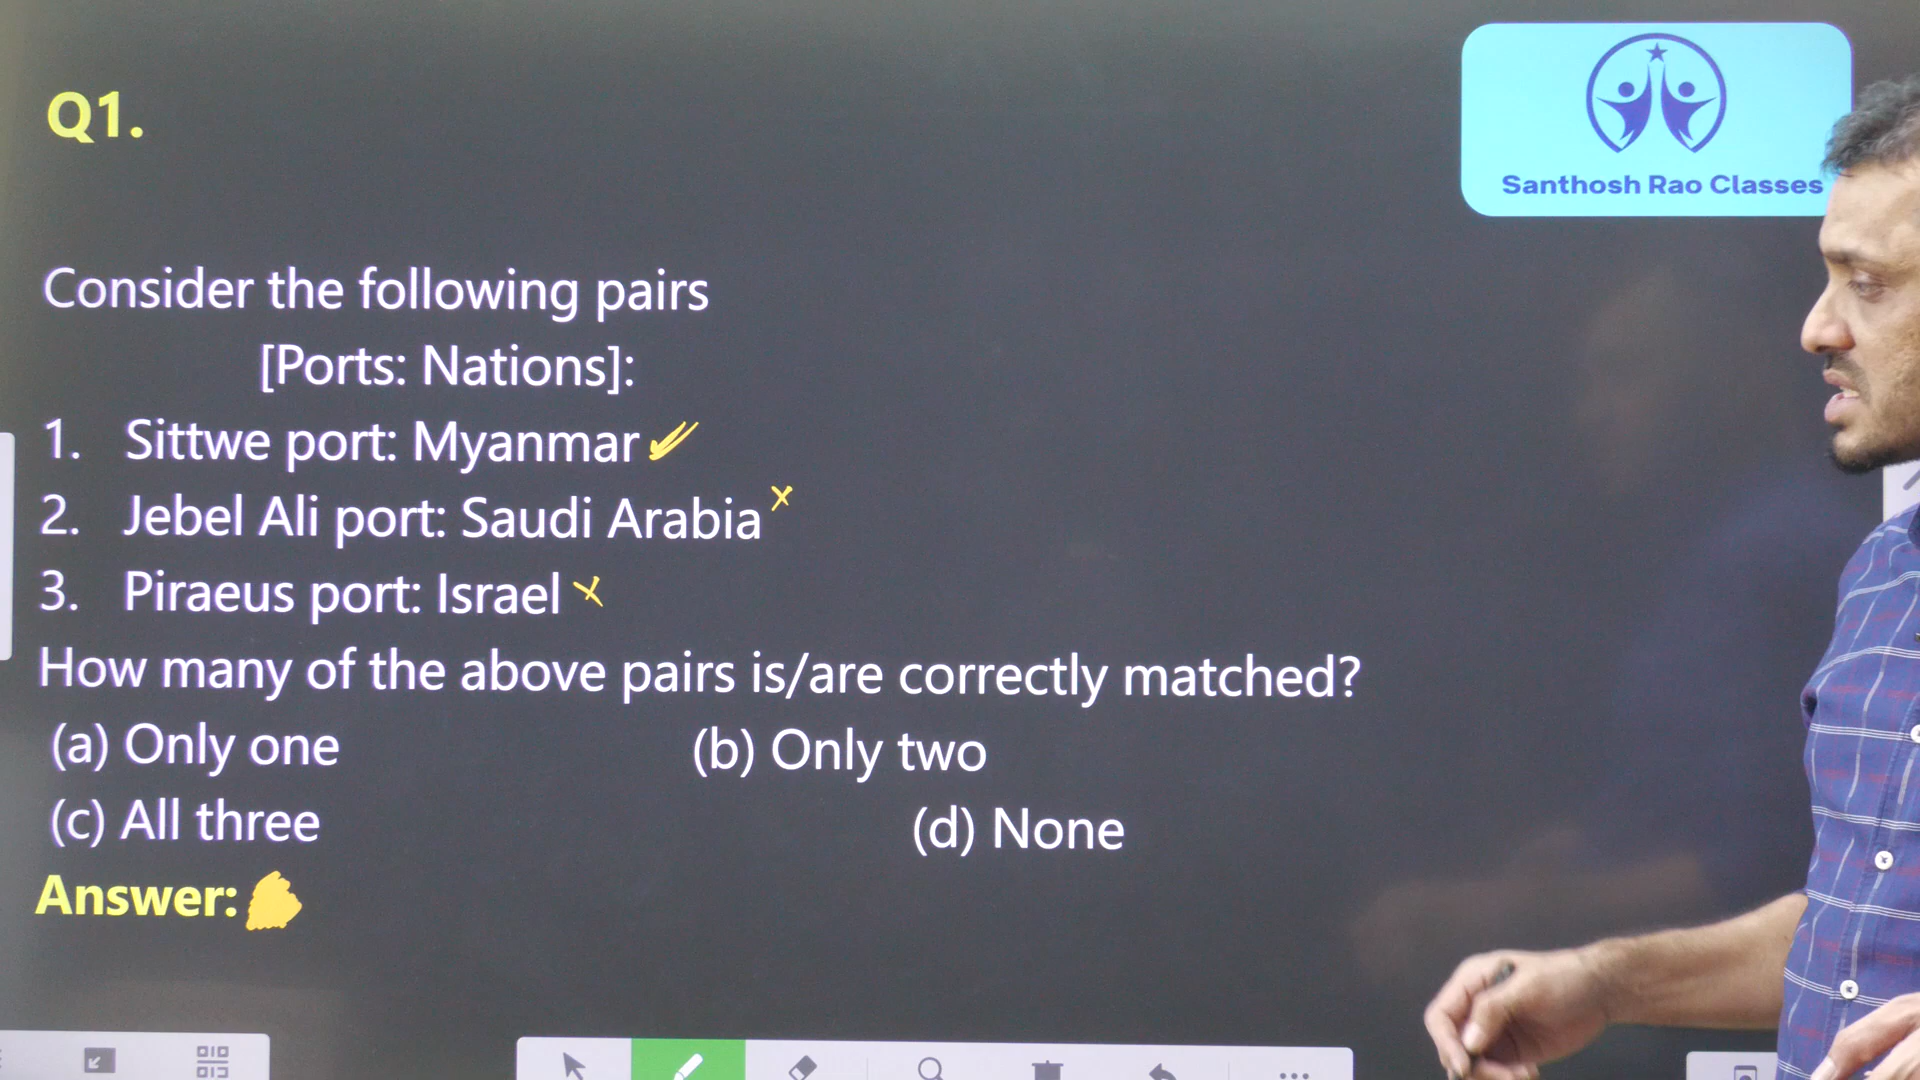 Q1.
Santhosh Rao Classes
Consider the following pairs
[Ports: Nations]:
1. Sittwe port: Myanmar
2. Jebel Ali port: Saudi Arabia
3. Piraeus port: Israel
How many of the above pairs is/are correctly matched?
(a) Only one (b) Only two
(c) All three (d) None
Answer: